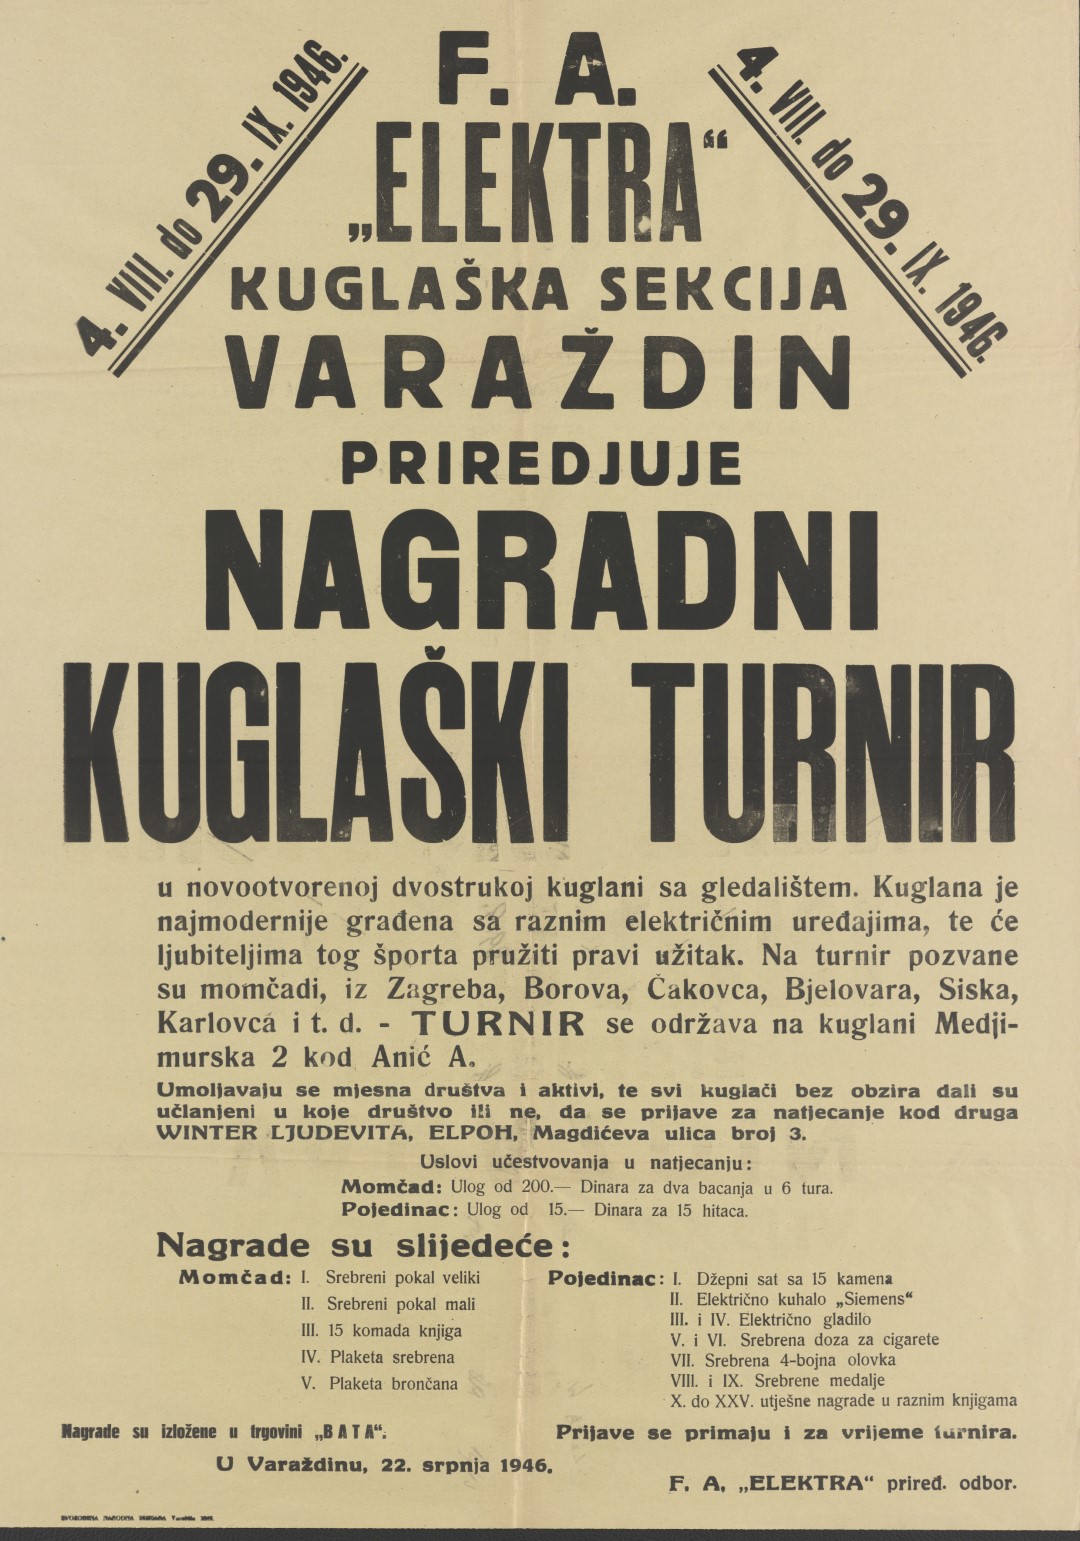 4. VIII. do 29. IX. 1946.
F. A.
4. VIII. do 29. IX. 1946.
„ELEKTRA“
KUGLAŠKA SEKCIJA
VARAŽDIN
PRIREDJUJE
NAGRADNI
KUGLAŠKI TURNIR
u novootvorenoj dvostrukoj kuglani sa gledalištem. Kuglana je
najmodernije građena sa raznim električnim uređajima, te će
ljubiteljima tog športa pružiti pravi užitak. Na turnir pozvane
su momčadi, iz Zagreba, Borova, Čakovca, Bjelovara, Siska,
Karlovca i t. d. - TURNIR se održava na kuglani Medji-
murska 2 kod Anić A.
Umoljavaju se mjesna društva i aktivi, te svi kuglači bez obzira dali su
učlanjeni u koje društvo ili ne, da se prijave za natjecanje kod druga
WINTER LJUDEVITA, ELPOH, Magdićeva ulica broj 3.
Uslovi učestvovanja u natjecanju:
Momčad: Ulog od 200.— Dinara za dva bacanja u 6 tura.
Pojedinac: Ulog od 15.— Dinara za 15 hitaca.
Nagrade su slijedeće:
Momčad: I. Srebreni pokal veliki
II. Srebreni pokal mali
III. 15 komada knjiga
IV. Plaketa srebrena
V. Plaketa brončana
Pojedinac: I. Džepni sat sa 15 kamena
II. Električno kuhalo „Siemens“
III. i IV. Električno gladilo
V. i VI. Srebrena doza za cigarete
VII. Srebrena 4-bojna olovka
VIII. i IX. Srebrene medalje
X. do XXV. utješne nagrade u raznim knjigama
Nagrade su izložene u trgovini „BATA“.
Prijave se primaju i za vrijeme turnira.
U Varaždinu, 22. srpnja 1946.
F. A. „ELEKTRA“ priređ. odbor.
NARODNA TISKARA Varaždin